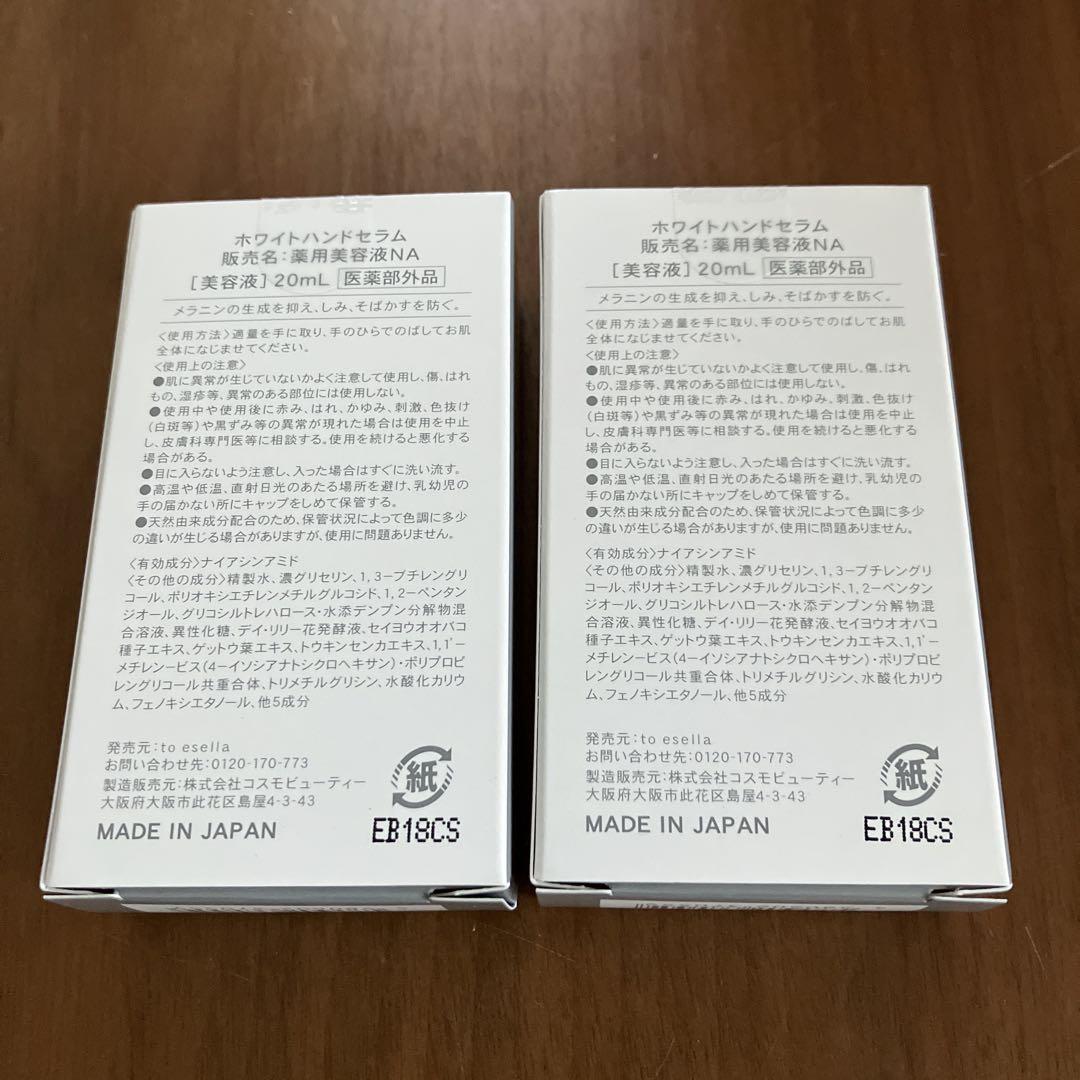 ホワイトハンドセラム
販売名：薬用美容液NA
［美容液］20mL 医薬部外品
メラニンの生成を抑え、しみ、そばかすを防ぐ。
〈使用方法〉適量を手に取り、手のひらでのばしてお肌
全体になじませてください。
〈使用上の注意〉
●肌に異常が生じていないかよく注意して使用し、傷、はれ
もの、湿疹等、異常のある部位には使用しない。
●使用中や使用後に赤み、はれ、かゆみ、刺激、色抜け
（白斑等）や黒ずみ等の異常が現れた場合は使用を中止
し、皮膚科専門医等に相談する。使用を続けると悪化する
場合がある。
●目に入らないよう注意し、入った場合はすぐに洗い流す。
●高温や低温、直射日光のあたる場所を避け、乳幼児の
手の届かない所にキャップをしめて保管する。
●天然由来成分配合のため、保管状況によって色調に多少
の違いが生じる場合がありますが、使用に問題ありません。
〈有効成分〉ナイアシンアミド
〈その他の成分〉精製水、濃グリセリン、1,3－ブチレングリ
コール、ポリオキシエチレンメチルグルコシド、1,2－ペンタン
ジオール、グリコシルトレハロース・水添デンプン分解物混
合溶液、異性化糖、デイ・リリー花発酵液、セイヨウオオバコ
種子エキス、ゲットウ葉エキス、トウキンセンカエキス、1,1'－
メチレン－ビス（4－イソシアナトシクロヘキサン）・ポリプロピ
レングリコール共重合体、トリメチルグリシン、水酸化カリウ
ム、フェノキシエタノール、他5成分
発売元：to esella
お問い合わせ先：0120-170-773
製造販売元：株式会社コスモビューティー
大阪府大阪市此花区島屋4-3-43
紙
MADE IN JAPAN
EB18CS
ホワイトハンドセラム
販売名：薬用美容液NA
［美容液］20mL 医薬部外品
メラニンの生成を抑え、しみ、そばかすを防ぐ。
〈使用方法〉適量を手に取り、手のひらでのばしてお肌
全体になじませてください。
〈使用上の注意〉
●肌に異常が生じていないかよく注意して使用し、傷、はれ
もの、湿疹等、異常のある部位には使用しない。
●使用中や使用後に赤み、はれ、かゆみ、刺激、色抜け
（白斑等）や黒ずみ等の異常が現れた場合は使用を中止
し、皮膚科専門医等に相談する。使用を続けると悪化する
場合がある。
●目に入らないよう注意し、入った場合はすぐに洗い流す。
●高温や低温、直射日光のあたる場所を避け、乳幼児の
手の届かない所にキャップをしめて保管する。
●天然由来成分配合のため、保管状況によって色調に多少
の違いが生じる場合がありますが、使用に問題ありません。
〈有効成分〉ナイアシンアミド
〈その他の成分〉精製水、濃グリセリン、1,3－ブチレングリ
コール、ポリオキシエチレンメチルグルコシド、1,2－ペンタン
ジオール、グリコシルトレハロース・水添デンプン分解物混
合溶液、異性化糖、デイ・リリー花発酵液、セイヨウオオバコ
種子エキス、ゲットウ葉エキス、トウキンセンカエキス、1,1'－
メチレン－ビス（4－イソシアナトシクロヘキサン）・ポリプロピ
レングリコール共重合体、トリメチルグリシン、水酸化カリウ
ム、フェノキシエタノール、他5成分
発売元：to esella
お問い合わせ先：0120-170-773
製造販売元：株式会社コスモビューティー
大阪府大阪市此花区島屋4-3-43
紙
MADE IN JAPAN
EB18CS